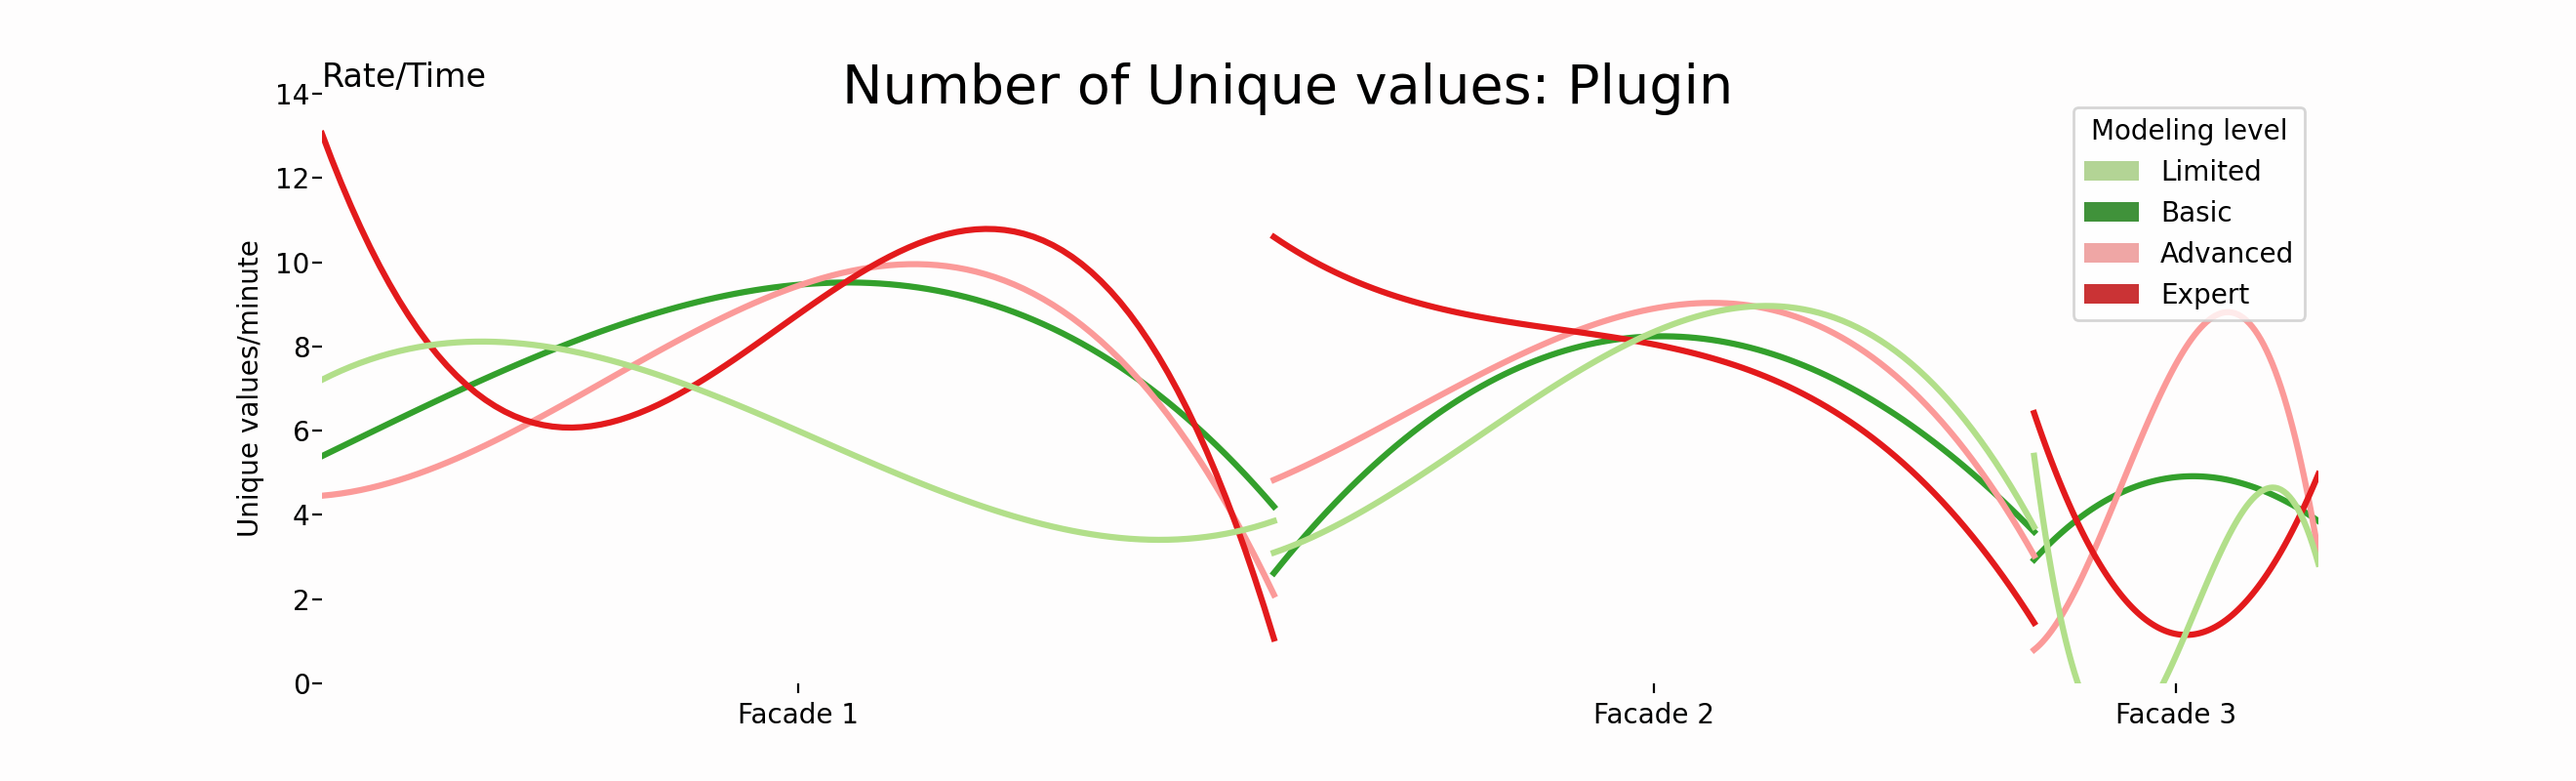 Rate/Time
Number of Unique values: Plugin
Unique values/minute
14
12
10
8
6
4
2
0
Facade 1
Facade 2
Facade 3
Modeling level
Limited
Basic
Advanced
Expert